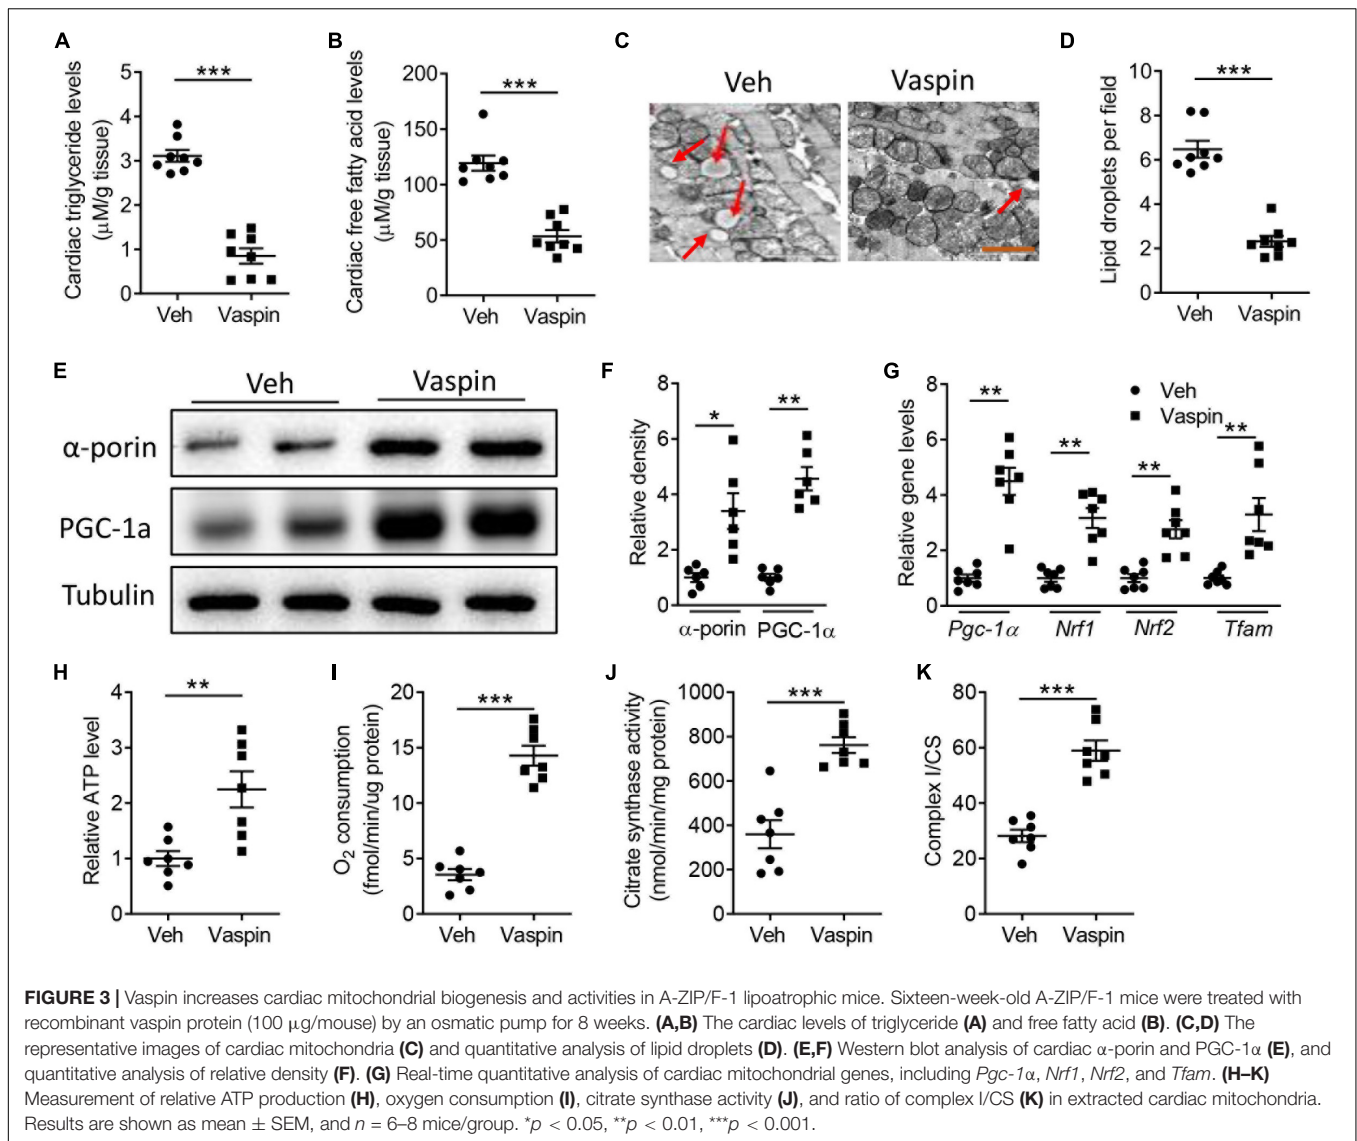 A
Cardiac triglyceride levels
(μM/g tissue)
5
4
3
2
1
0
***
Veh Vaspin
B
Cardiac free fatty acid levels
(μM/g tissue)
200
150
100
50
0
***
Veh Vaspin
C
Veh Vaspin
D
Lipid droplets per field
10
8
6
4
2
0
***
Veh Vaspin
E
Veh Vaspin
α-porin
PGC-1a
Tubulin
F
Relative density
8
6
4
2
0
* **
α-porin PGC-1α
G
Relative gene levels
8
6
4
2
0
Veh
Vaspin
** ** ** **
Pgc-1α Nrf1 Nrf2 Tfam
H
Relative ATP level
4
3
2
1
0
**
Veh Vaspin
I
O2 consumption
(fmol/min/ug protein)
20
15
10
5
0
***
Veh Vaspin
J
Citrate synthase activity
(nmol/min/mg protein)
1000
800
600
400
200
0
***
Veh Vaspin
K
Complex I/CS
80
60
40
20
0
***
Veh Vaspin
FIGURE 3 | Vaspin increases cardiac mitochondrial biogenesis and activities in A-ZIP/F-1 lipoatrophic mice. Sixteen-week-old A-ZIP/F-1 mice were treated with
recombinant vaspin protein (100 μg/mouse) by an osmatic pump for 8 weeks. (A,B) The cardiac levels of triglyceride (A) and free fatty acid (B). (C,D) The
representative images of cardiac mitochondria (C) and quantitative analysis of lipid droplets (D). (E,F) Western blot analysis of cardiac α-porin and PGC-1α (E), and
quantitative analysis of relative density (F). (G) Real-time quantitative analysis of cardiac mitochondrial genes, including Pgc-1α, Nrf1, Nrf2, and Tfam. (H–K)
Measurement of relative ATP production (H), oxygen consumption (I), citrate synthase activity (J), and ratio of complex I/CS (K) in extracted cardiac mitochondria.
Results are shown as mean ± SEM, and n = 6–8 mice/group. *p < 0.05, **p < 0.01, ***p < 0.001.